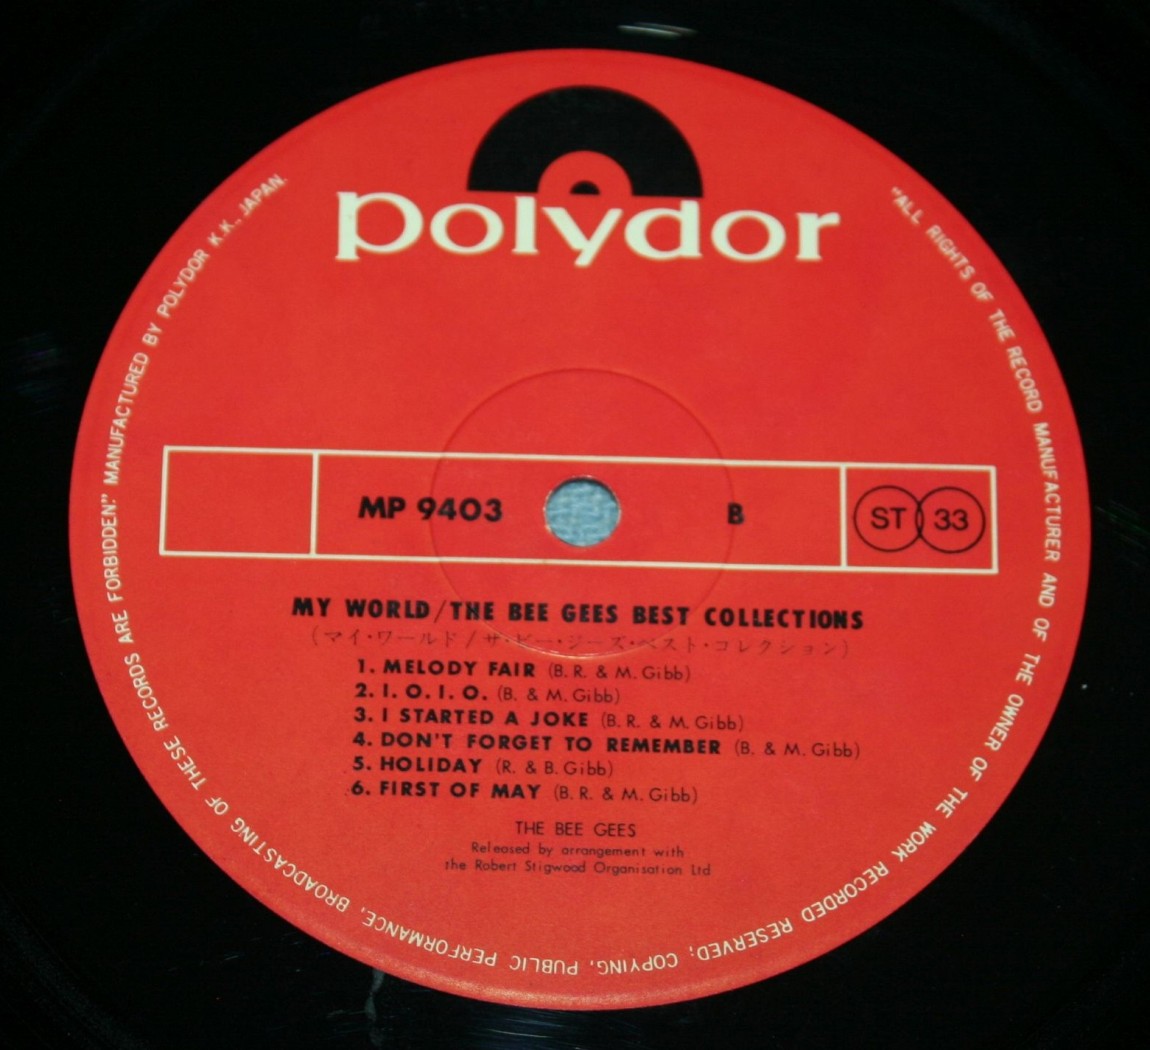 polydor
MP 9403
B
ST 33
MY WORLD/THE BEE GEES BEST COLLECTIONS
(マイ・ワールド/ザ・ビー・ジーズ・ベスト・コレクション)
1. MELODY FAIR (B. R. & M. Gibb)
2. I. O. I. O. (B. & M. Gibb)
3. I STARTED A JOKE (B. R. & M. Gibb)
4. DON'T FORGET TO REMEMBER (B. & M. Gibb)
5. HOLIDAY (R. & B. Gibb)
6. FIRST OF MAY (B. R. & M. Gibb)
THE BEE GEES
Released by arrangement with
the Robert Stigwood Organisation Ltd
"ALL RIGHTS OF THE RECORD MANUFACTURER AND OF THE OWNER OF THE WORK RECORDED RESERVED; COPYING, PUBLIC PERFORMANCE, BROADCASTING OF THESE RECORDS ARE FORBIDDEN." MANUFACTURED BY POLYDOR K.K., JAPAN.